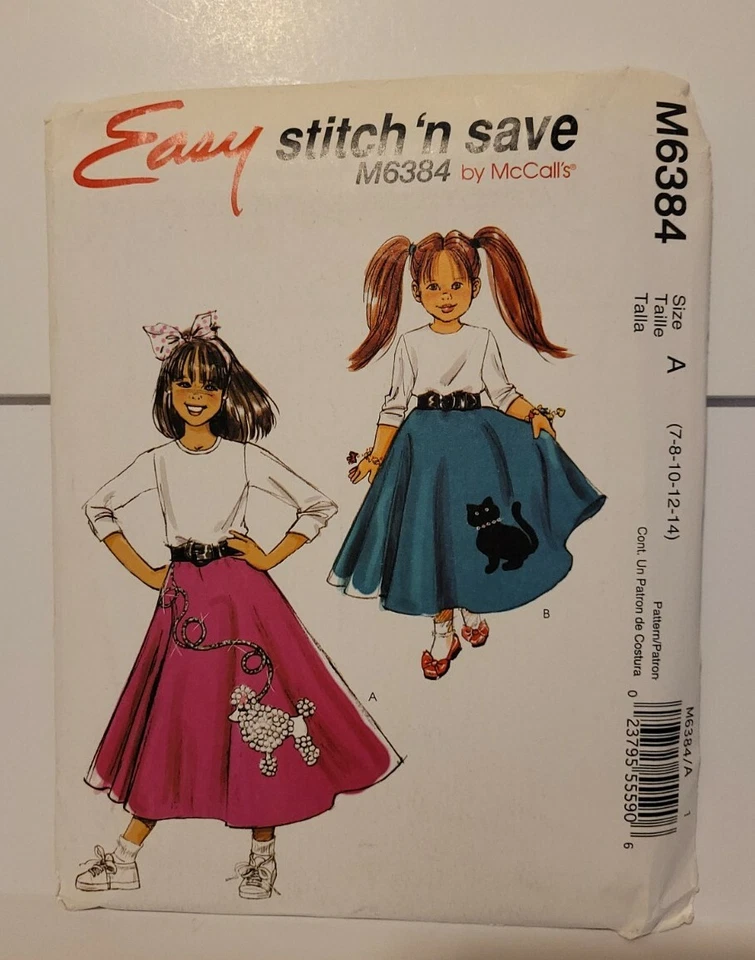 Easy stitch 'n save
M6384 by McCall's®
M6384
Size
Taille
Talla
A
(7-8-10-12-14)
Pattern/Patron
Cont. Un Patron de Costura
M6384/A
1
0 23795 55590 6
A
B